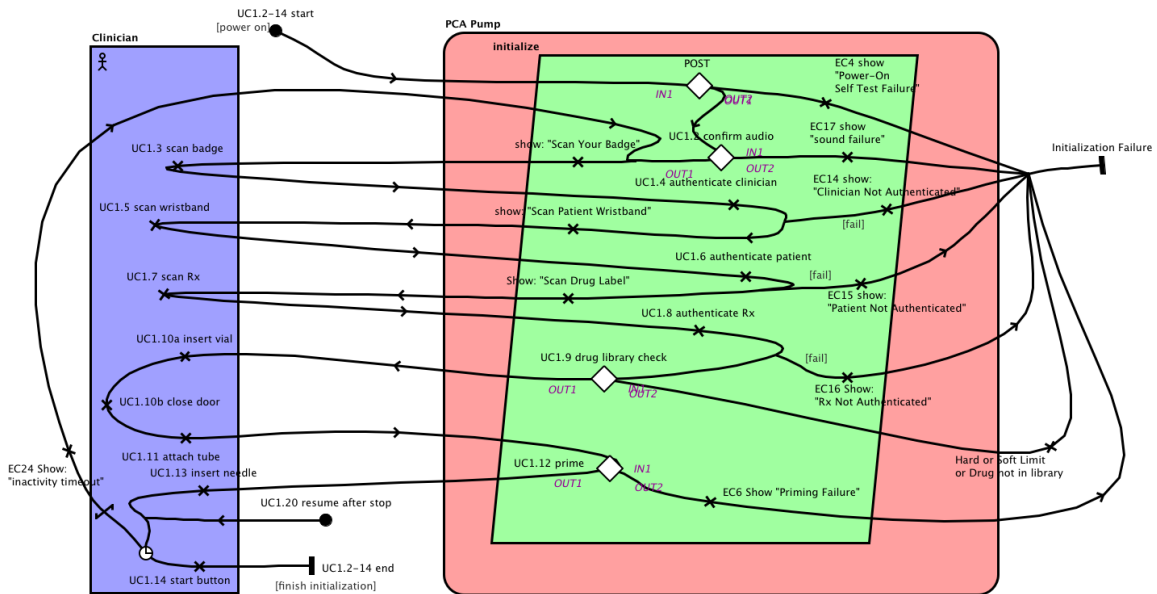 UC1.2-14 start
[power on]
PCA Pump
Clinician
initialize
POST
IN1
OUT2
EC4 show
"Power-On
Self Test Failure"
UC1.2 confirm audio
EC17 show
"sound failure"
IN1
OUT2
OUT1
Initialization Failure
UC1.3 scan badge
show: "Scan Your Badge"
UC1.4 authenticate clinician
EC14 show:
"Clinician Not Authenticated"
[fail]
UC1.5 scan wristband
show: "Scan Patient Wristband"
UC1.6 authenticate patient
[fail]
UC1.7 scan Rx
Show: "Scan Drug Label"
EC15 show:
"Patient Not Authenticated"
UC1.8 authenticate Rx
UC1.10a insert vial
UC1.9 drug library check
[fail]
OUT1
IN1
OUT2
EC16 Show:
"Rx Not Authenticated"
UC1.10b close door
UC1.11 attach tube
UC1.12 prime
IN1
OUT1
OUT2
Hard or Soft Limit
or Drug not in library
EC24 Show:
"inactivity timeout"
UC1.13 insert needle
EC6 Show "Priming Failure"
UC1.20 resume after stop
UC1.14 start button
UC1.2-14 end
[finish initialization]